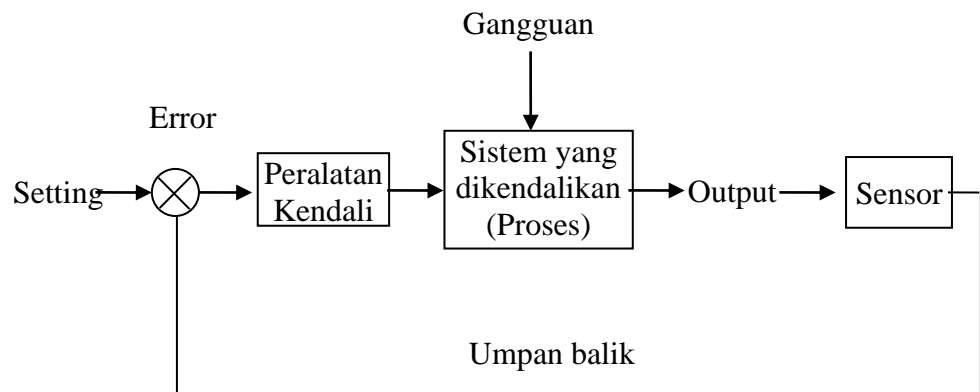 Gangguan
Error
Setting
Peralatan
Kendali
Sistem yang
dikendalikan
(Proses)
Output
Sensor
Umpan balik